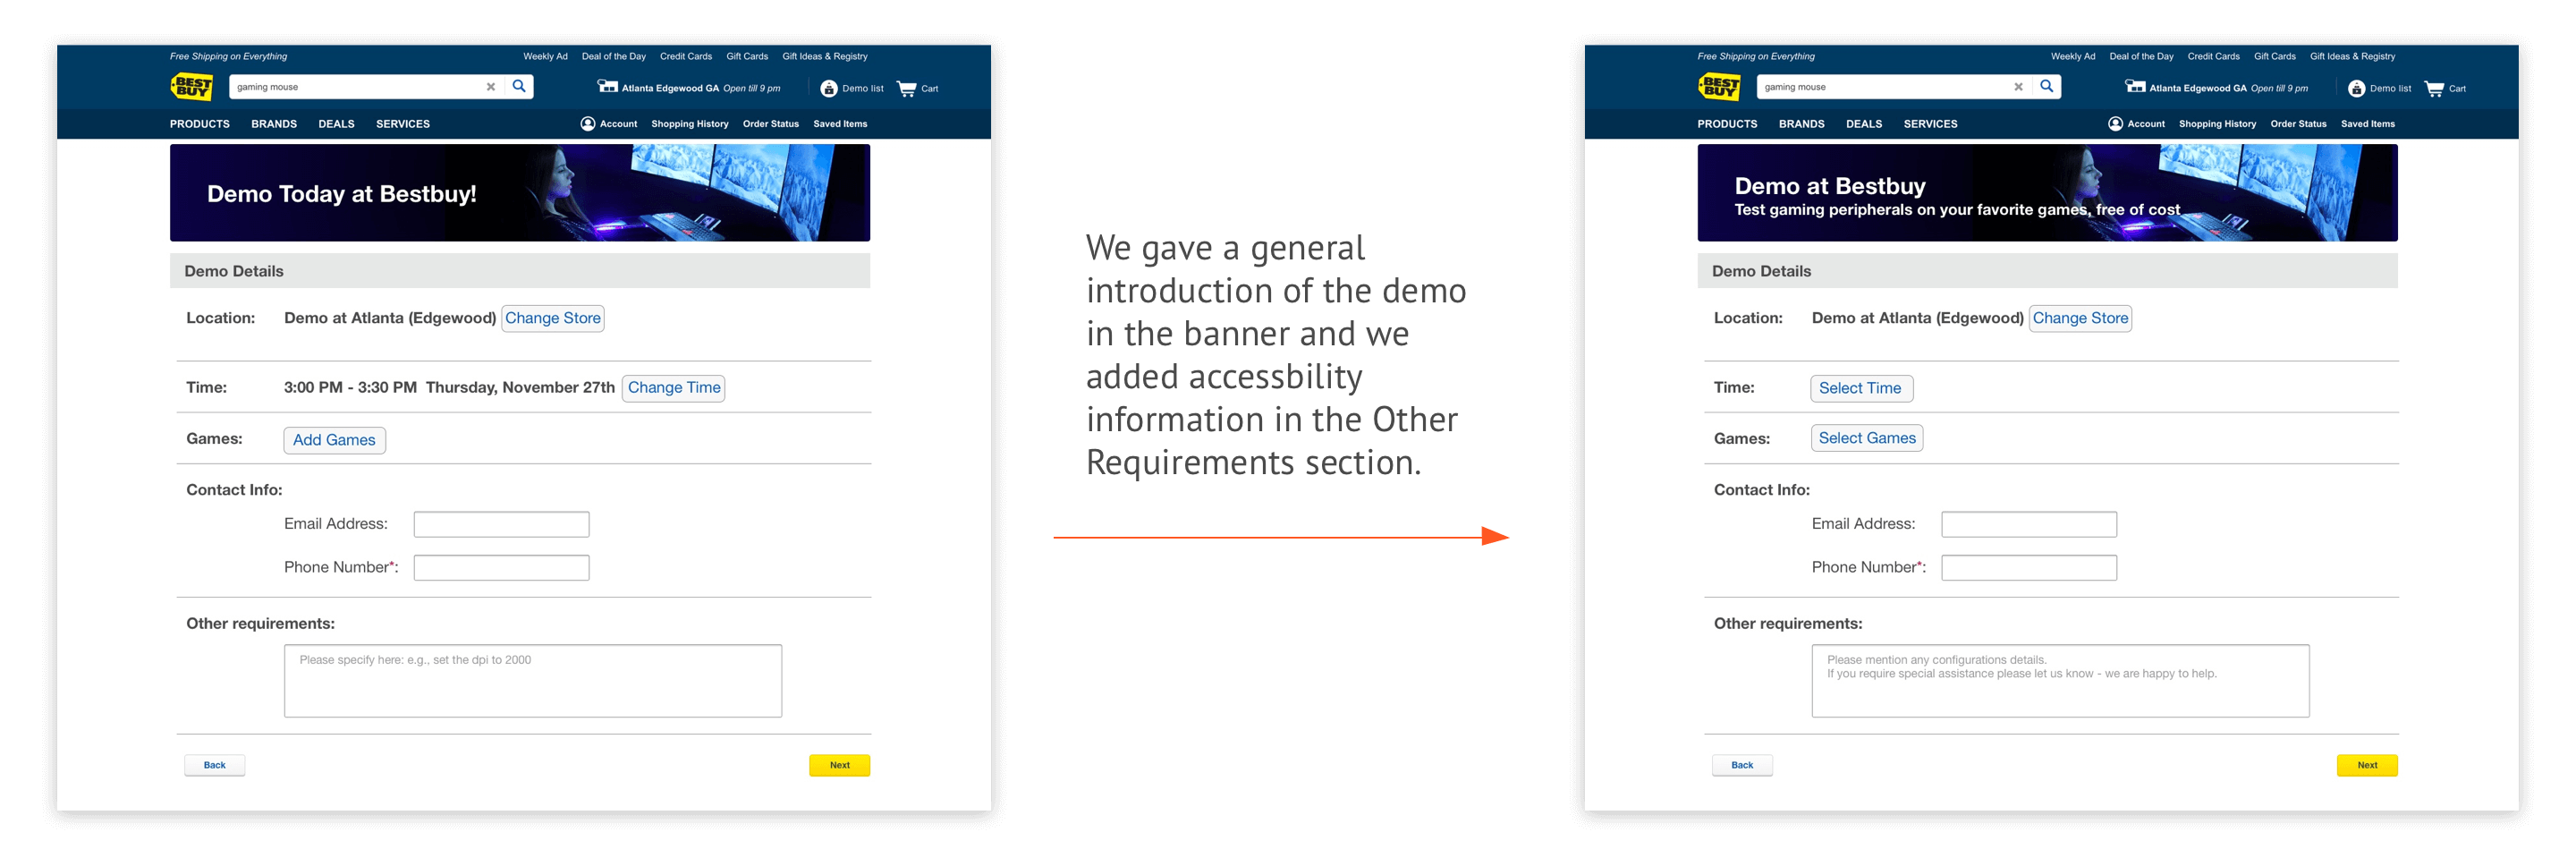 Free Shipping on Everything
Weekly Ad Deal of the Day Credit Cards Gift Cards Gift Ideas & Registry
BEST BUY
gaming mouse
Atlanta Edgewood GA Open till 9 pm
Demo list
Cart
PRODUCTS BRANDS DEALS SERVICES
Account Shopping History Order Status Saved Items
Demo Today at Bestbuy!
Demo Details
Location: Demo at Atlanta (Edgewood) Change Store
Time: 3:00 PM - 3:30 PM Thursday, November 27th Change Time
Games: Add Games
Contact Info:
Email Address:
Phone Number*:
Other requirements:
Please specify here: e.g., set the dpi to 2000
Back
Next
We gave a general
introduction of the demo
in the banner and we
added accessbility
information in the Other
Requirements section.
Free Shipping on Everything
Weekly Ad Deal of the Day Credit Cards Gift Cards Gift Ideas & Registry
BEST BUY
gaming mouse
Atlanta Edgewood GA Open till 9 pm
Demo list
Cart
PRODUCTS BRANDS DEALS SERVICES
Account Shopping History Order Status Saved Items
Demo at Bestbuy
Test gaming peripherals on your favorite games, free of cost
Demo Details
Location: Demo at Atlanta (Edgewood) Change Store
Time: Select Time
Games: Select Games
Contact Info:
Email Address:
Phone Number*:
Other requirements:
Please mention any configurations details.
If you require special assistance please let us know - we are happy to help.
Back
Next